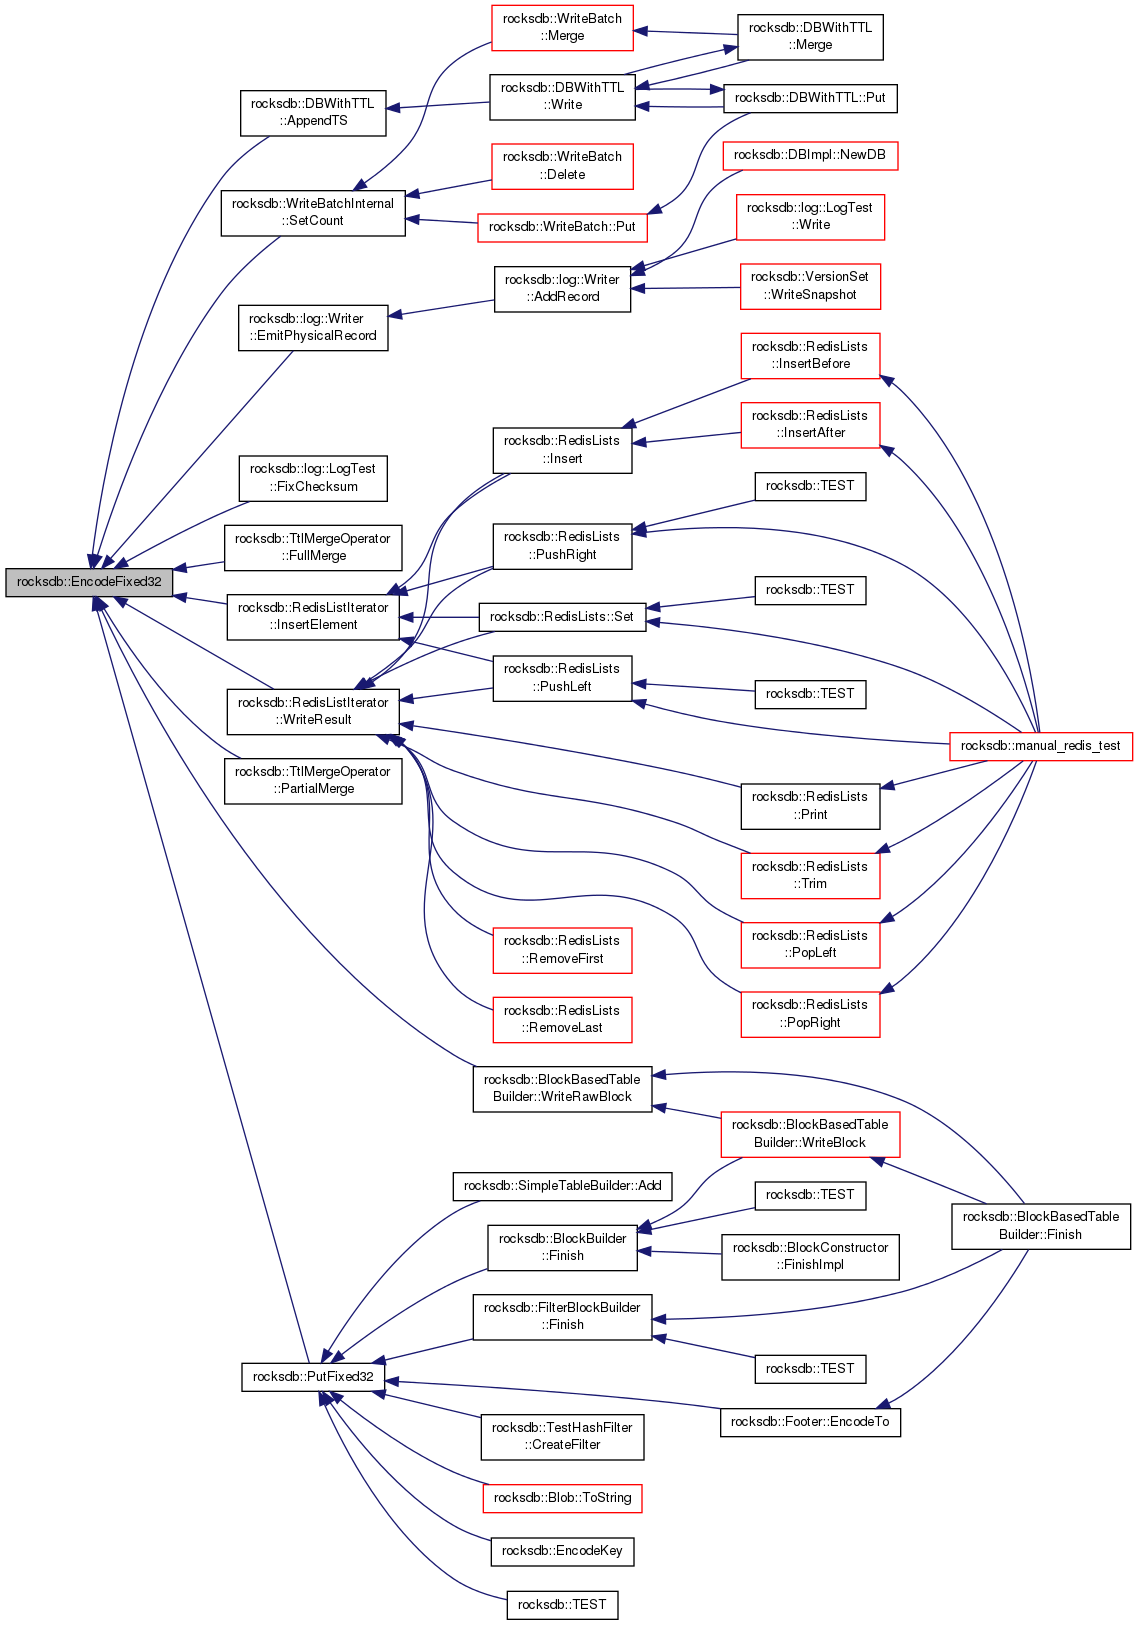 rocksdb::WriteBatch
::Merge
rocksdb::DBWithTTL
::Merge
rocksdb::DBWithTTL
::Write
rocksdb::DBWithTTL::Put
rocksdb::DBWithTTL
::AppendTS
rocksdb::WriteBatch
::Delete
rocksdb::DBImpl::NewDB
rocksdb::WriteBatchInternal
::SetCount
rocksdb::WriteBatch::Put
rocksdb::log::LogTest
::Write
rocksdb::log::Writer
::AddRecord
rocksdb::VersionSet
::WriteSnapshot
rocksdb::log::Writer
::EmitPhysicalRecord
rocksdb::RedisLists
::InsertBefore
rocksdb::RedisLists
::InsertAfter
rocksdb::RedisLists
::Insert
rocksdb::log::LogTest
::FixChecksum
rocksdb::TEST
rocksdb::TtlMergeOperator
::FullMerge
rocksdb::RedisLists
::PushRight
rocksdb::EncodeFixed32
rocksdb::TEST
rocksdb::RedisListIterator
::InsertElement
rocksdb::RedisLists::Set
rocksdb::RedisLists
::PushLeft
rocksdb::TEST
rocksdb::RedisListIterator
::WriteResult
rocksdb::manual_redis_test
rocksdb::TtlMergeOperator
::PartialMerge
rocksdb::RedisLists
::Print
rocksdb::RedisLists
::Trim
rocksdb::RedisLists
::PopLeft
rocksdb::RedisLists
::RemoveFirst
rocksdb::RedisLists
::PopRight
rocksdb::RedisLists
::RemoveLast
rocksdb::BlockBasedTable
Builder::WriteRawBlock
rocksdb::BlockBasedTable
Builder::WriteBlock
rocksdb::SimpleTableBuilder::Add
rocksdb::TEST
rocksdb::BlockBasedTable
Builder::Finish
rocksdb::BlockBuilder
::Finish
rocksdb::BlockConstructor
::FinishImpl
rocksdb::FilterBlockBuilder
::Finish
rocksdb::TEST
rocksdb::PutFixed32
rocksdb::Footer::EncodeTo
rocksdb::TestHashFilter
::CreateFilter
rocksdb::Blob::ToString
rocksdb::EncodeKey
rocksdb::TEST